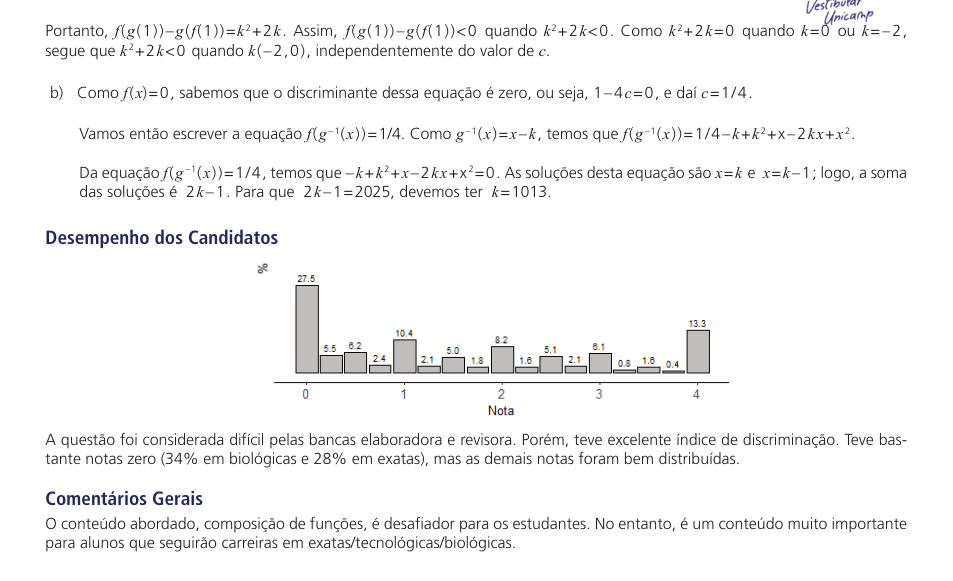 Vestibular
Unicamp
Portanto, f(g(1))−g(f(1))=k²+2k. Assim, f(g(1))−g(f(1))<0 quando k²+2k<0. Como k²+2k=0 quando k=0 ou k=−2,
segue que k²+2k<0 quando k(−2,0), independentemente do valor de c.
b) Como f(x)=0, sabemos que o discriminante dessa equação é zero, ou seja, 1−4c=0, e daí c=1/4.
Vamos então escrever a equação f(g⁻¹(x))=1/4. Como g⁻¹(x)=x−k, temos que f(g⁻¹(x))=1/4−k+k²+x−2kx+x².
Da equação f(g⁻¹(x))=1/4, temos que −k+k²+x−2kx+x²=0. As soluções desta equação são x=k e x=k−1; logo, a soma
das soluções é 2k−1. Para que 2k−1=2025, devemos ter k=1013.
Desempenho dos Candidatos
%
27.5 5.5 6.2 2.4 10.4 2.1 5.0 1.8 8.2 1.6 5.1 2.1 6.1 0.8 1.6 0.4 13.3
0 1 2 3 4
Nota
A questão foi considerada difícil pelas bancas elaboradora e revisora. Porém, teve excelente índice de discriminação. Teve bas-
tante notas zero (34% em biológicas e 28% em exatas), mas as demais notas foram bem distribuídas.
Comentários Gerais
O conteúdo abordado, composição de funções, é desafiador para os estudantes. No entanto, é um conteúdo muito importante
para alunos que seguirão carreiras em exatas/tecnológicas/biológicas.